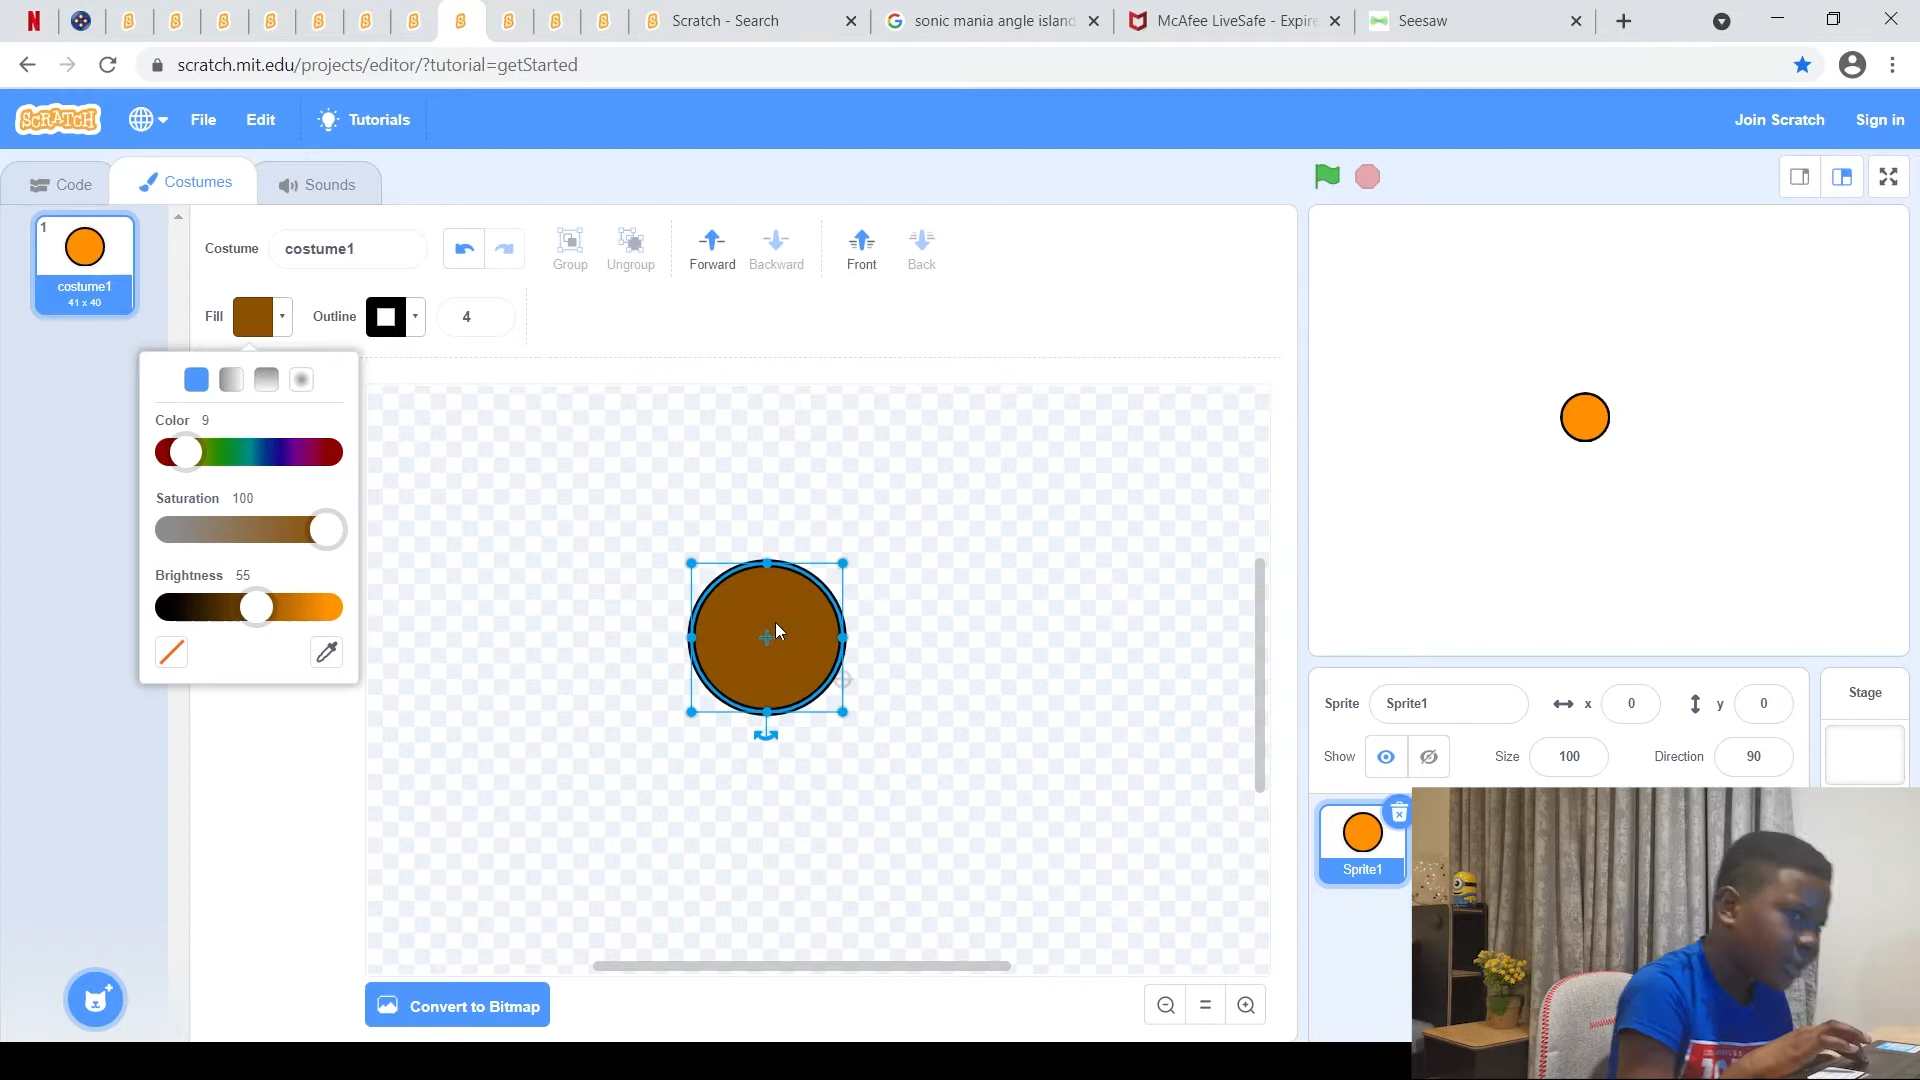 Scratch - Search
sonic mania angle island
McAfee LiveSafe - Expire
Seesaw
scratch.mit.edu/projects/editor/?tutorial=getStarted
SCRATCH
File
Edit
Tutorials
Join Scratch
Sign in
Code
Costumes
Sounds
1
costume1
41 x 40
Costume
costume1
Group
Ungroup
Forward
Backward
Front
Back
Fill
Outline
4
Color 9
Saturation 100
Brightness 55
Convert to Bitmap
Sprite
Sprite1
x
0
y
0
Show
Size
100
Direction
90
Stage
Sprite1